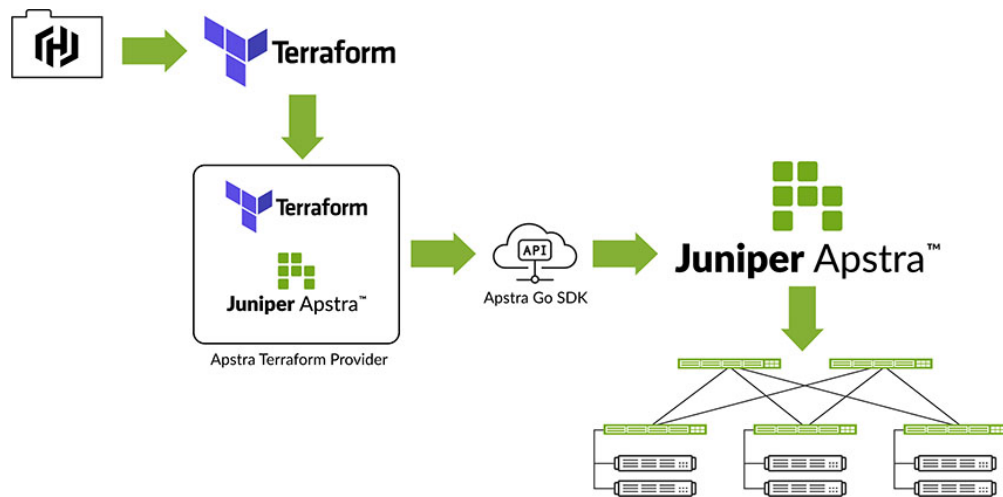 Terraform
Terraform
Juniper Apstra™
Apstra Terraform Provider
API
Apstra Go SDK
Juniper Apstra™